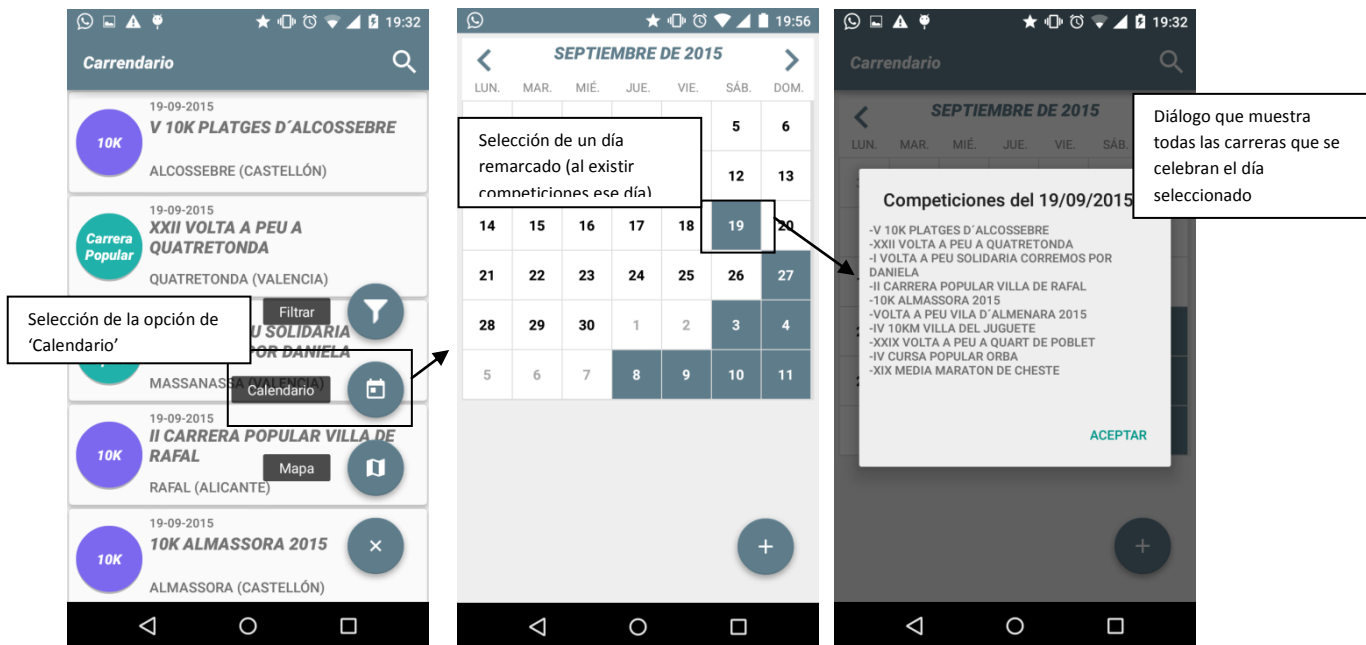 19:32
Carrendario
19-09-2015
10K
V 10K PLATGES D´ALCOSSEBRE
ALCOSSEBRE (CASTELLÓN)
19-09-2015
Carrera
Popular
XXII VOLTA A PEU A
QUATRETONDA
QUATRETONDA (VALENCIA)
Filtrar
Selección de la opción de
‘Calendario’
U SOLIDARIA
POR DANIELA
MASSANASSA (VALENCIA)
Calendario
19-09-2015
10K
II CARRERA POPULAR VILLA DE
RAFAL
Mapa
RAFAL (ALICANTE)
19-09-2015
10K
10K ALMASSORA 2015
ALMASSORA (CASTELLÓN)
19:56
SEPTIEMBRE DE 2015
LUN. MAR. MIÉ. JUE. VIE. SÁB. DOM.
Selección de un día
remarcado (al existir
competiciones ese día)
5 6
12 13
14 15 16 17 18 19 20
21 22 23 24 25 26 27
28 29 30 1 2 3 4
5 6 7 8 9 10 11
19:32
Carrendario
SEPTIEMBRE DE 2015
LUN. MAR. MIÉ. JUE. VIE. SÁB.
Diálogo que muestra
todas las carreras que se
celebran el día
seleccionado
Competiciones del 19/09/2015
-V 10K PLATGES D´ALCOSSEBRE
-XXII VOLTA A PEU A QUATRETONDA
-I VOLTA A PEU SOLIDARIA CORREMOS POR
DANIELA
-II CARRERA POPULAR VILLA DE RAFAL
-10K ALMASSORA 2015
-VOLTA A PEU VILA D´ALMENARA 2015
-IV 10KM VILLA DEL JUGUETE
-XXIX VOLTA A PEU A QUART DE POBLET
-IV CURSA POPULAR ORBA
-XIX MEDIA MARATON DE CHESTE
ACEPTAR